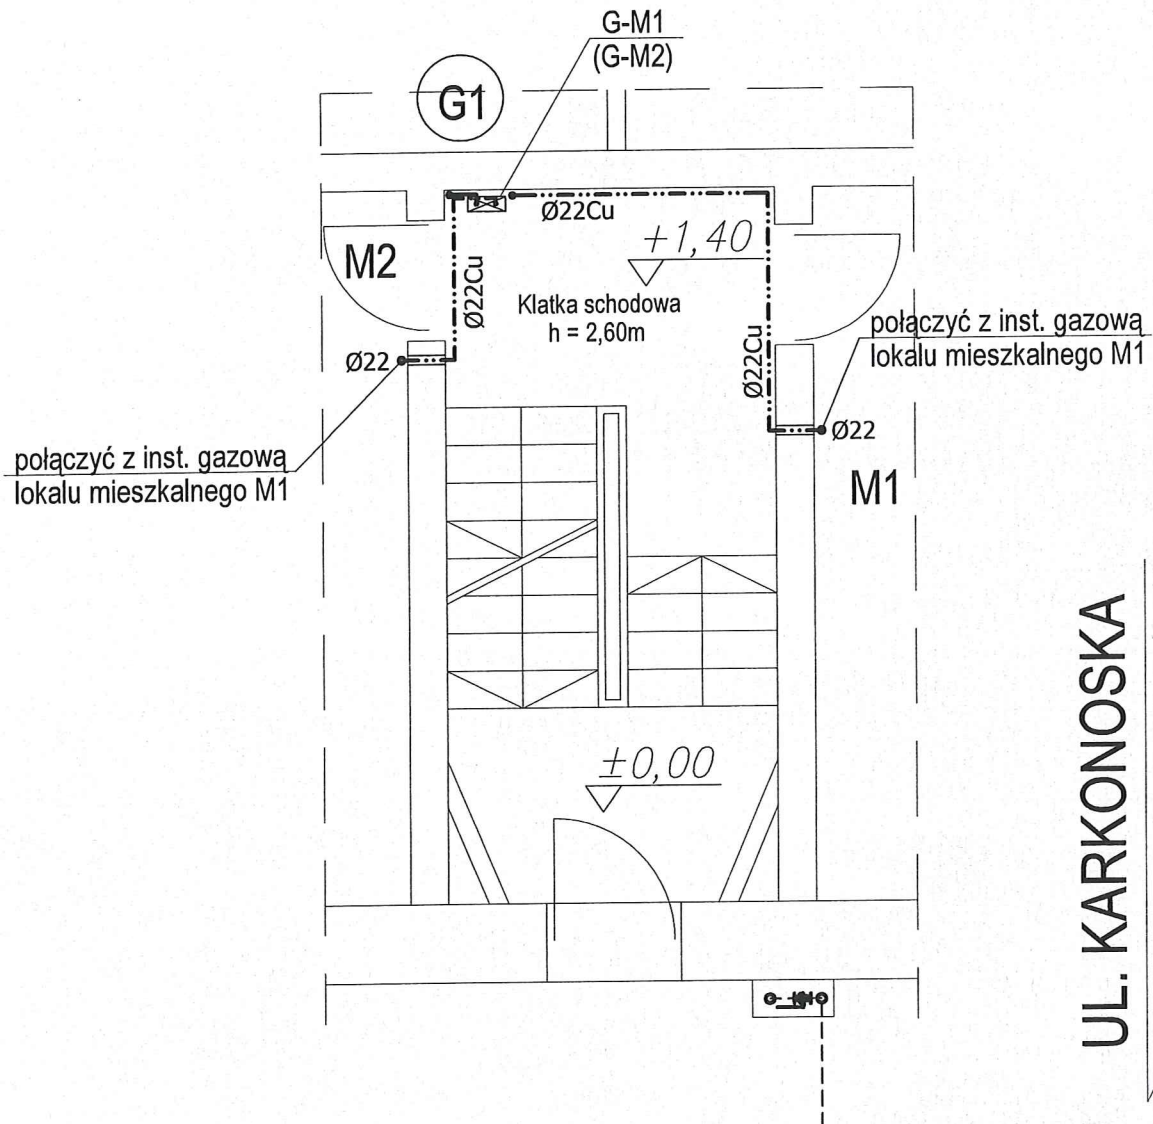 G-M1
(G-M2)
G1
Ø22Cu
+1,40
M2
Ø22Cu
Klatka schodowa
h = 2,60m
Ø22Cu
połączyć z inst. gazową
lokalu mieszkalnego M1
Ø22
Ø22
połączyć z inst. gazową
lokalu mieszkalnego M1
M1
±0,00
UL. KARKONOSKA